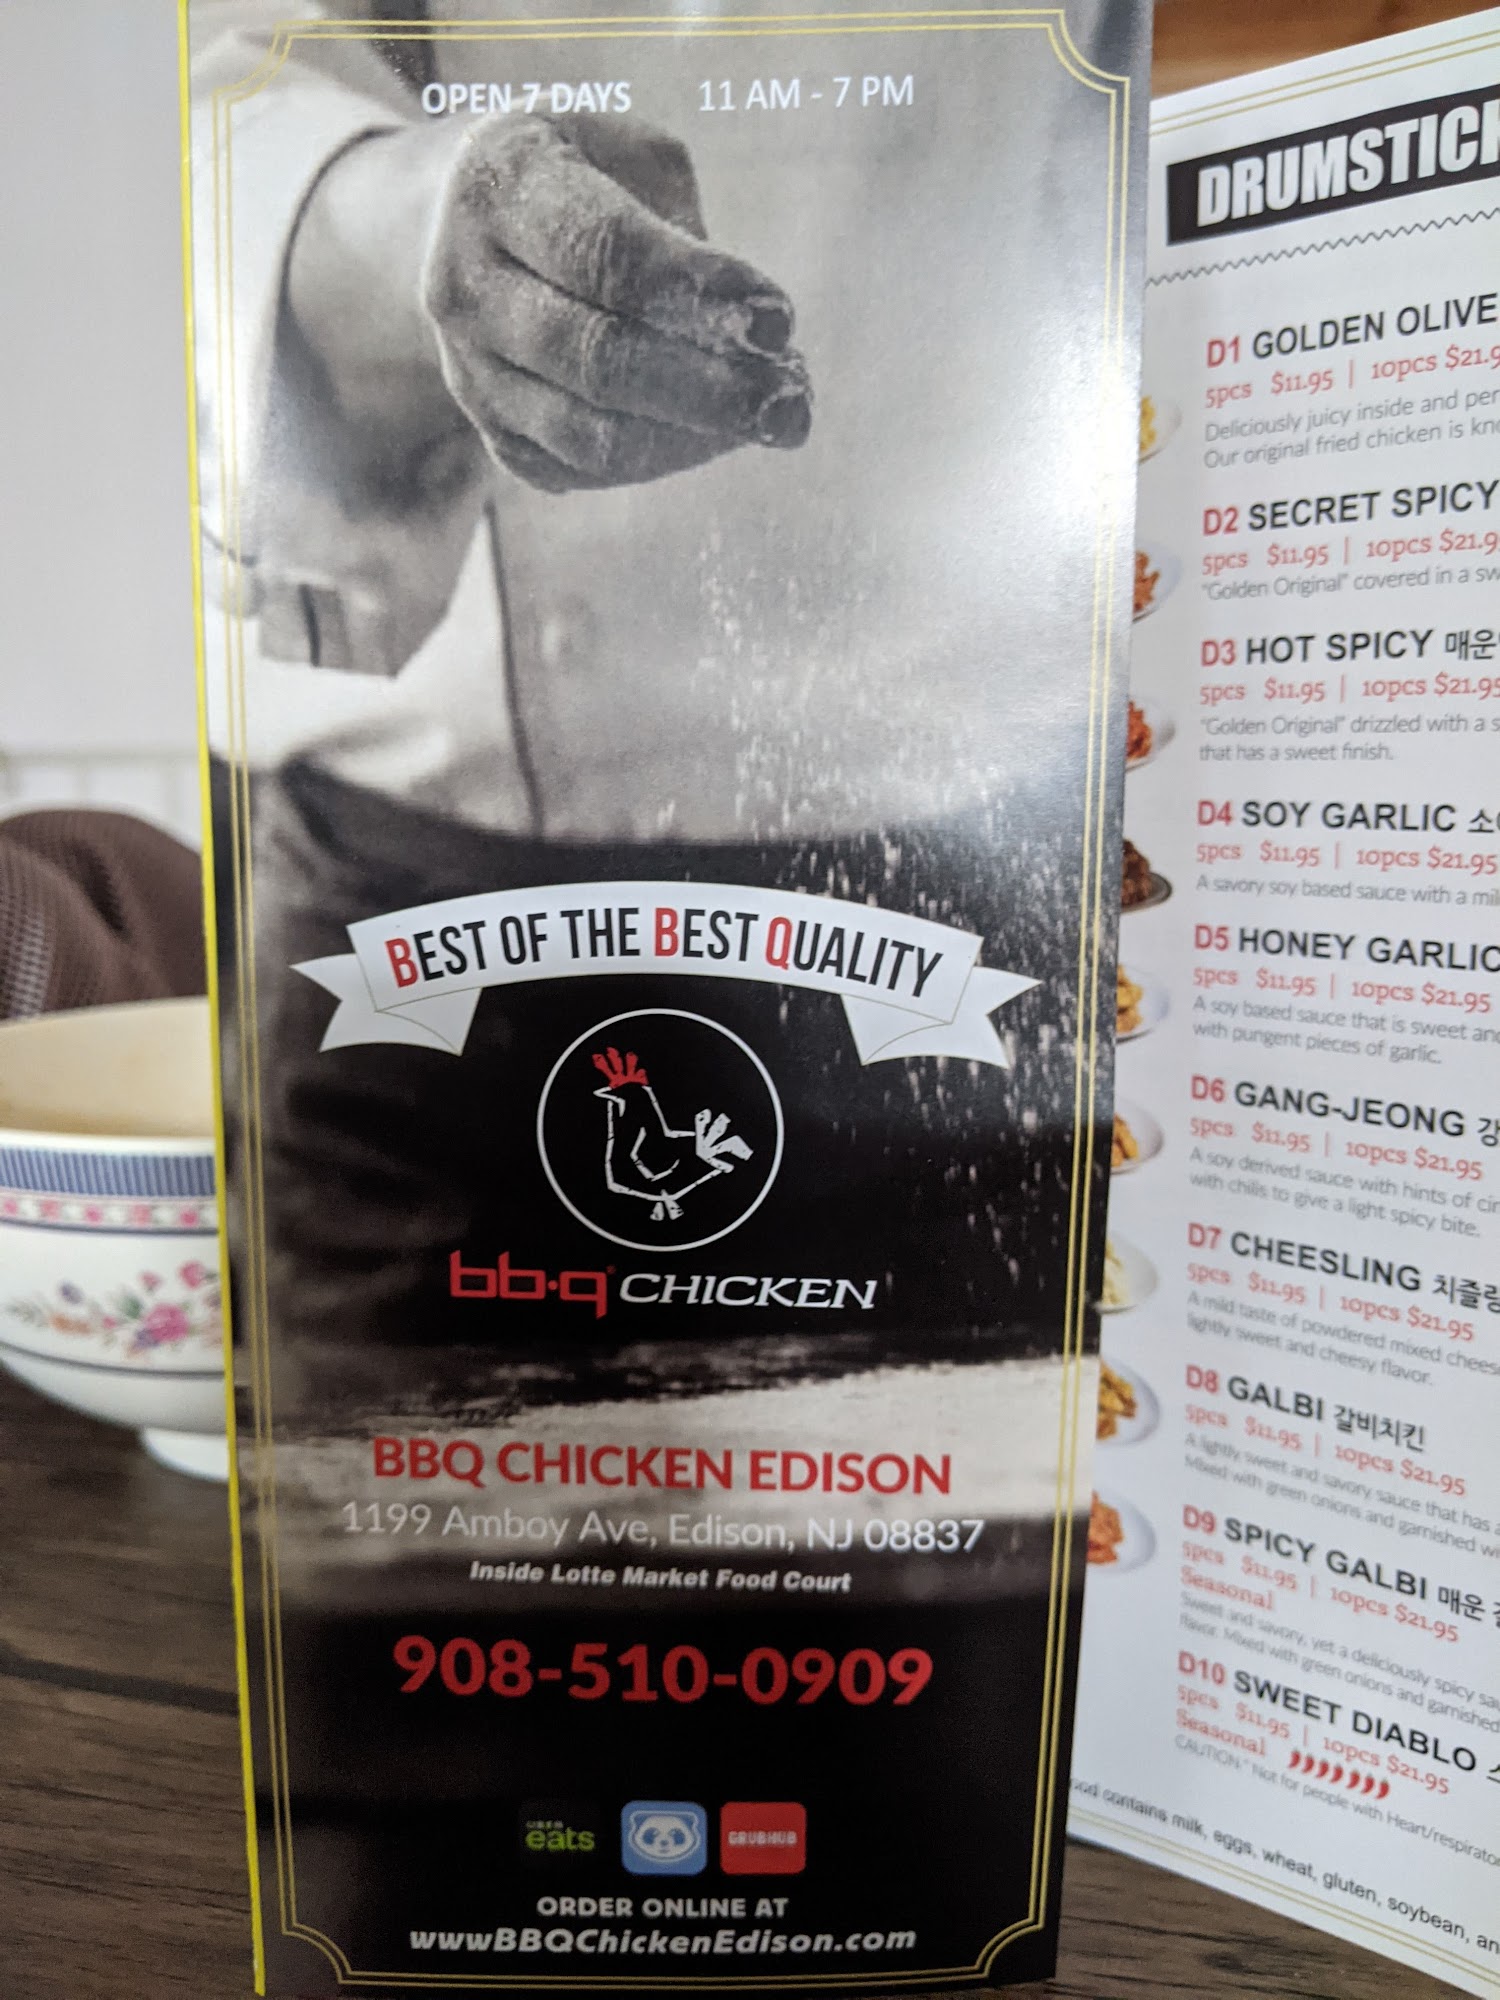 OPEN 7 DAYS 11 AM - 7 PM
BEST OF THE BEST QUALITY
bb.q CHICKEN
BBQ CHICKEN EDISON
1199 Amboy Ave, Edison, NJ 08837
Inside Lotte Market Food Court
908-510-0909
UBER
eats
GRUBHUB
ORDER ONLINE AT
wwwBBQChickenEdison.com
D1 GOLDEN OLIVE
5pcs $11.95 | 10pcs
Deliciously juicy inside and
Our original fried chicken is
D2 SECRET SPICY
5pcs $11.95 | 10pcs
"Golden Original" covered in a
D3 HOT SPICY
5pcs $11.95 | 10pcs $21.95
"Golden Original" drizzled with a
that has a sweet finish.
D4 SOY GARLIC
5pcs $11.95 | 10pcs $21.95
A savory soy based sauce with a
D5 HONEY GARLIC
5pcs $11.95 | 10pcs $21.95
A soy based sauce that is sweet and
with pungent pieces of garlic.
D6 GANG-JEONG
5pcs $11.95 | 10pcs $21.95
A soy derived sauce with hints of
with chilis to give a light spicy bite.
D7 CHEESLING 치즐링
5pcs $11.95 | 10pcs $21.95
A mild taste of powdered mixed
lightly sweet and cheesy flavor.
D8 GALBI 갈비치킨
5pcs $11.95 | 10pcs $21.95
A lightly sweet and savory sauce that has a
Mixed with green onions and garnished
D9 SPICY GALBI 매운
5pcs $11.95 | 10pcs $21.95
Seasonal
Sweet and savory, yet a deliciously spicy
flavor. Mixed with green onions and garnished
D10 SWEET DIABLO
5pcs $11.95 | 10pcs $21.95
Seasonal
CAUTION." Not for people with
contains milk, eggs, wheat, gluten, soybean,